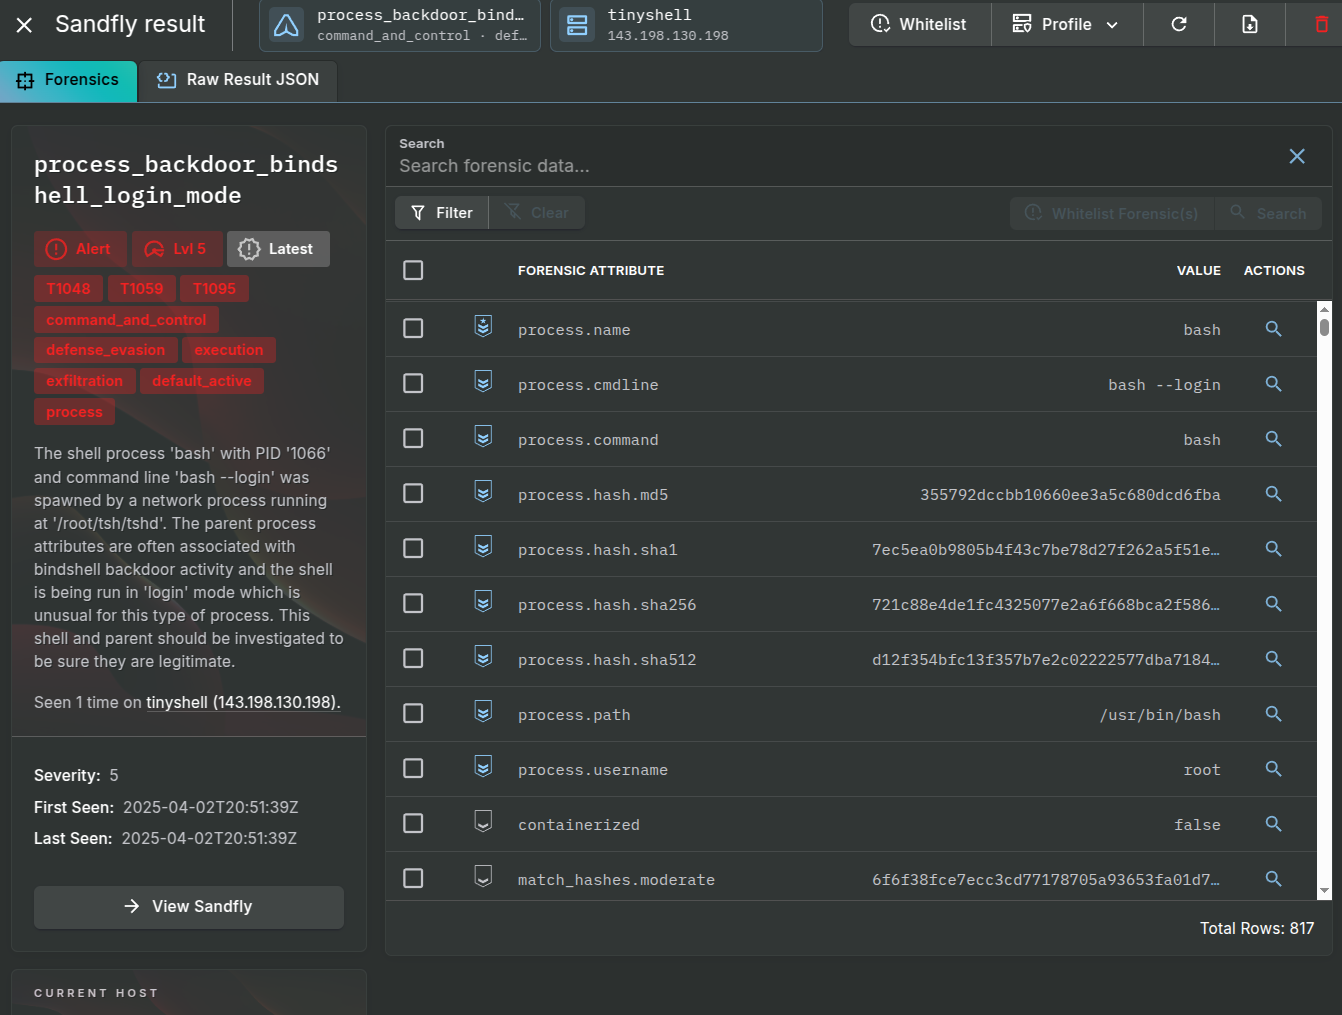 Sandfly result
process_backdoor_bind…
command_and_control · def…
tinyshell
143.198.130.198
Whitelist
Profile
Forensics
Raw Result JSON
process_backdoor_binds
hell_login_mode
Alert
Lvl 5
Latest
T1048 T1059 T1095
command_and_control
defense_evasion execution
exfiltration default_active
process
The shell process 'bash' with PID '1066'
and command line 'bash --login' was
spawned by a network process running
at '/root/tsh/tshd'. The parent process
attributes are often associated with
bindshell backdoor activity and the shell
is being run in 'login' mode which is
unusual for this type of process. This
shell and parent should be investigated to
be sure they are legitimate.
Seen 1 time on tinyshell (143.198.130.198).
Severity: 5
First Seen: 2025-04-02T20:51:39Z
Last Seen: 2025-04-02T20:51:39Z
View Sandfly
CURRENT HOST
Search
Search forensic data...
Filter
Clear
Whitelist Forensic(s)
Search
FORENSIC ATTRIBUTE VALUE ACTIONS
process.name bash
process.cmdline bash --login
process.command bash
process.hash.md5 355792dccbb10660ee3a5c680dcd6fba
process.hash.sha1 7ec5ea0b9805b4f43c7be78d27f262a5f51e…
process.hash.sha256 721c88e4de1fc4325077e2a6f668bca2f586…
process.hash.sha512 d12f354bfc13f357b7e2c02222577dba7184…
process.path /usr/bin/bash
process.username root
containerized false
match_hashes.moderate 6f6f38fce7ecc3cd77178705a93653fa01d7…
Total Rows: 817